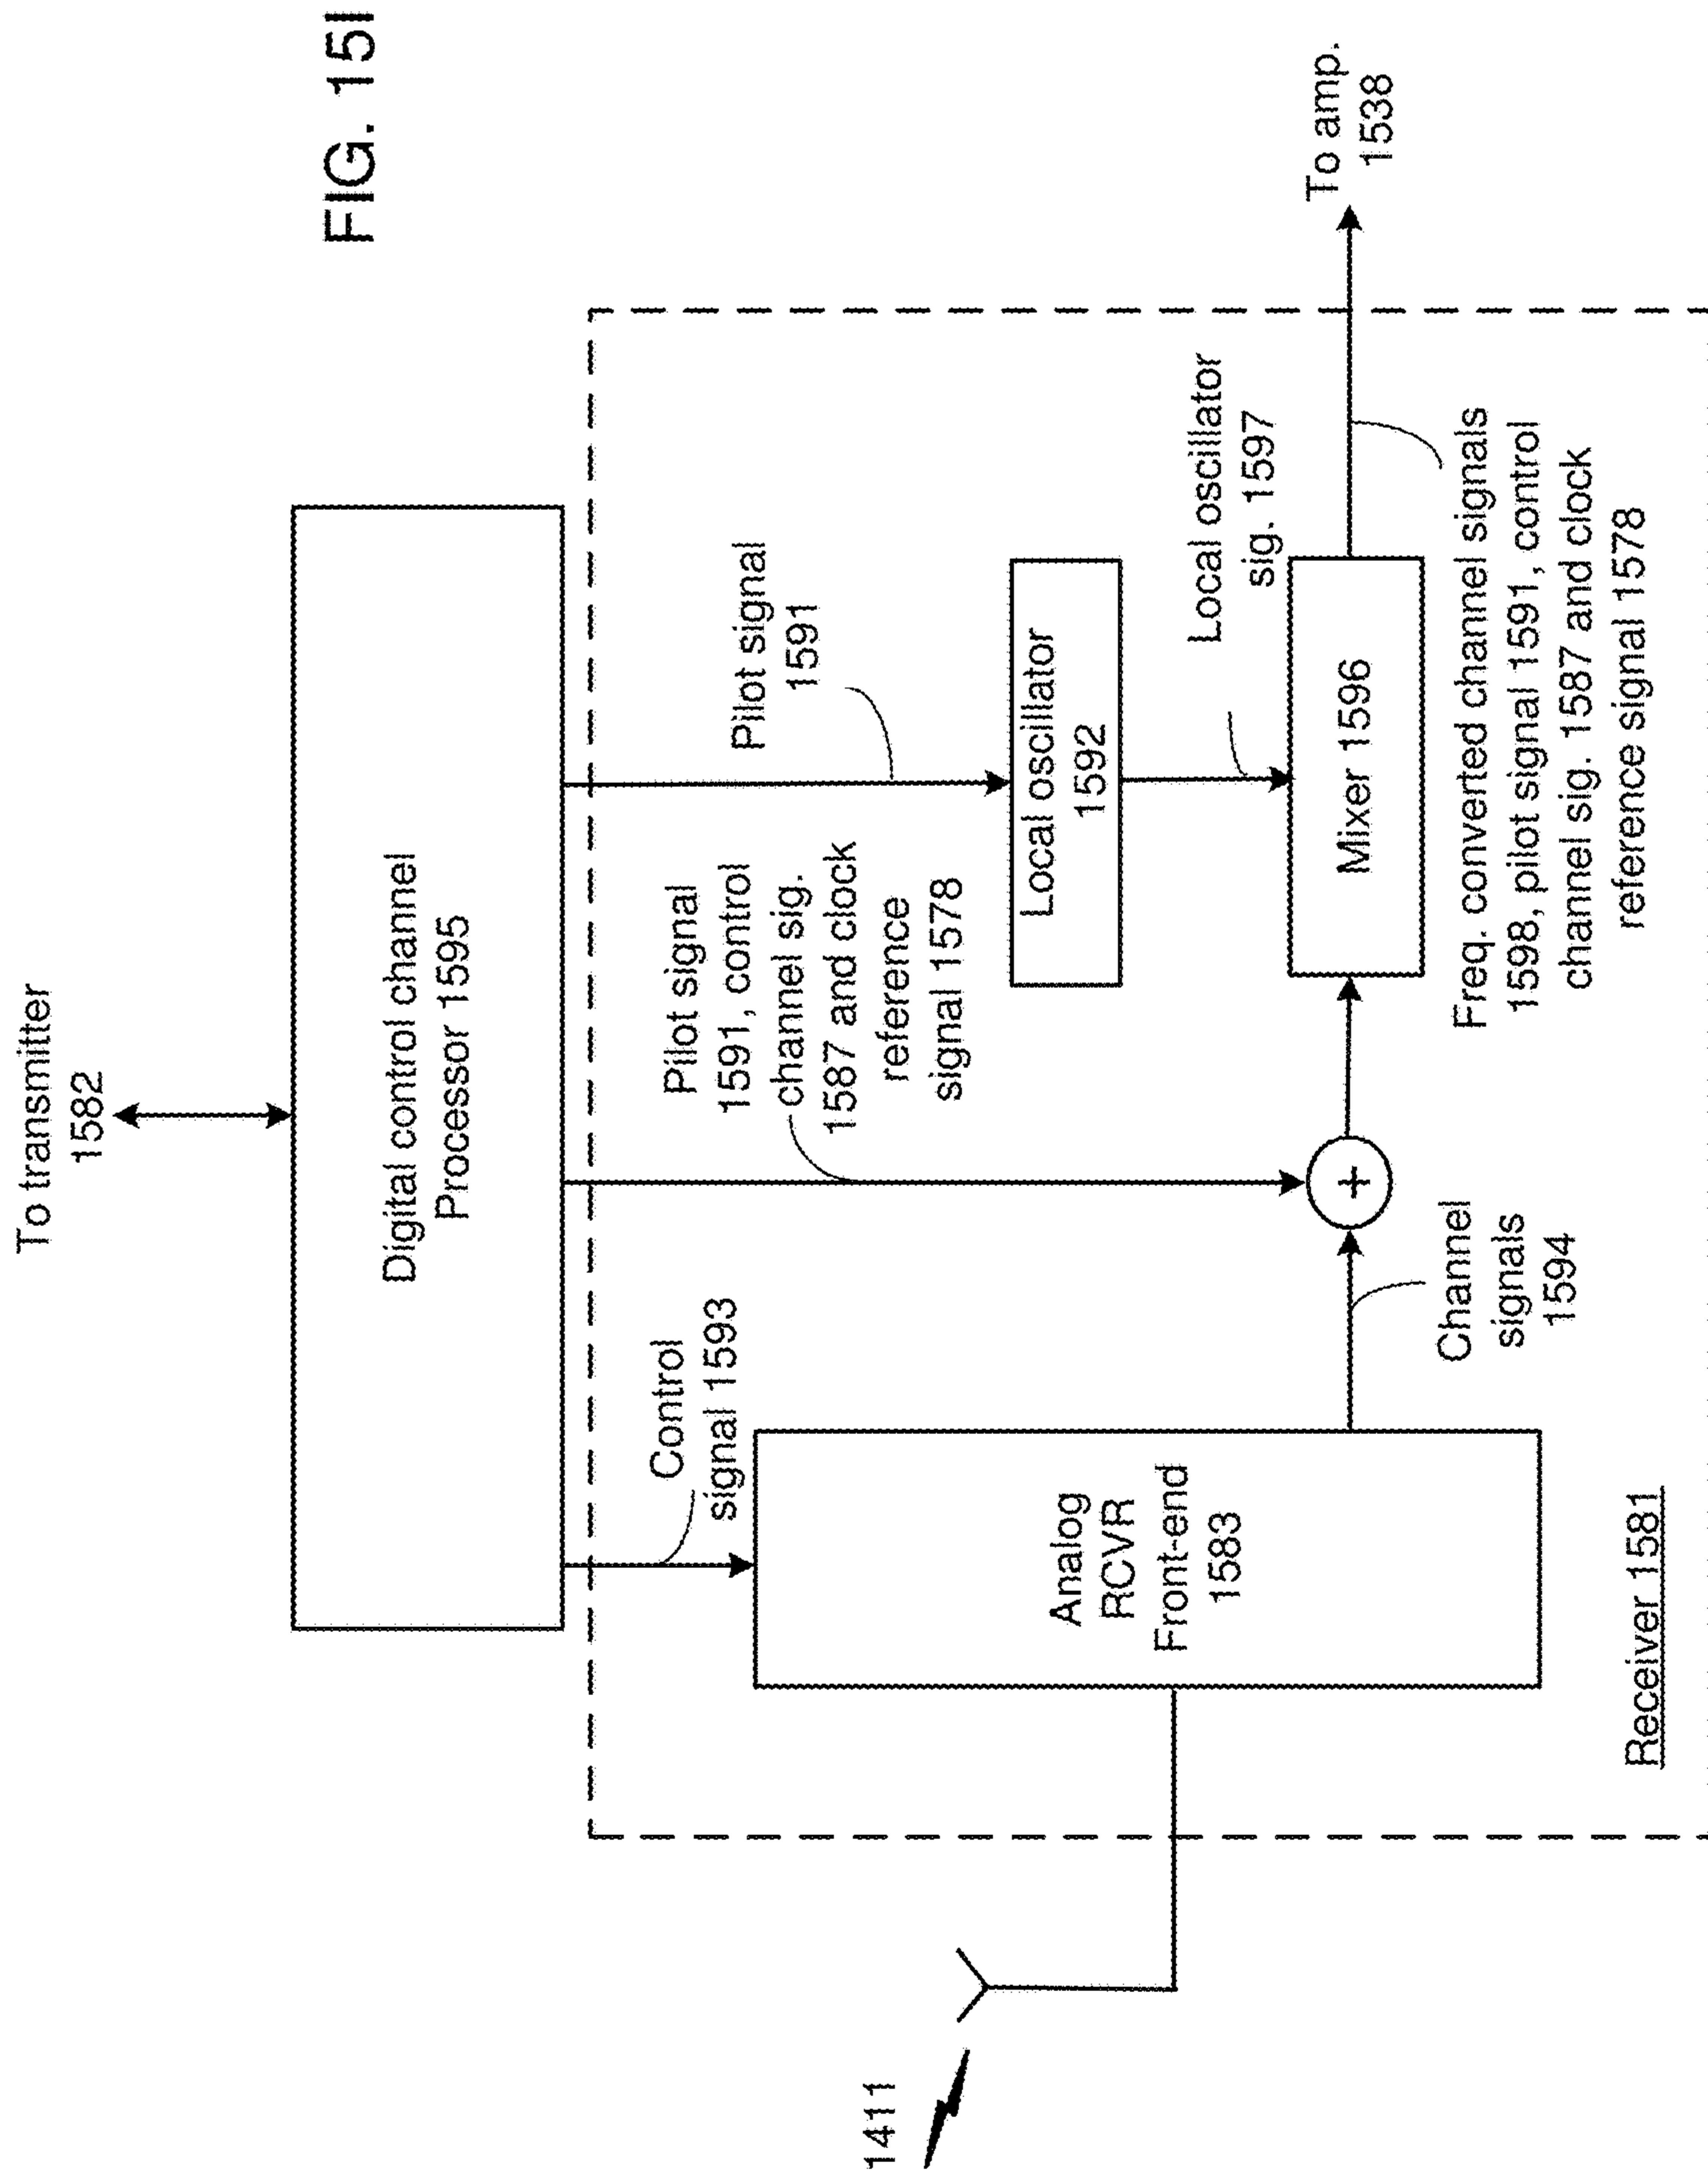 FIG. 15I
To transmitter
1582
Digital control channel
Processor 1595
Control
signal 1593
Pilot signal
1591, control
channel sig.
1587 and clock
reference
signal 1578
Pilot signal
1591
Local oscillator
1592
Local oscillator
sig. 1597
To amp.
1538
1411
Analog
RCVR
Front-end
1583
Channel
signals
1594
+
Mixer 1596
Freq. converted channel signals
1598, pilot signal 1591, control
channel sig. 1587 and clock
reference signal 1578
Receiver 1581